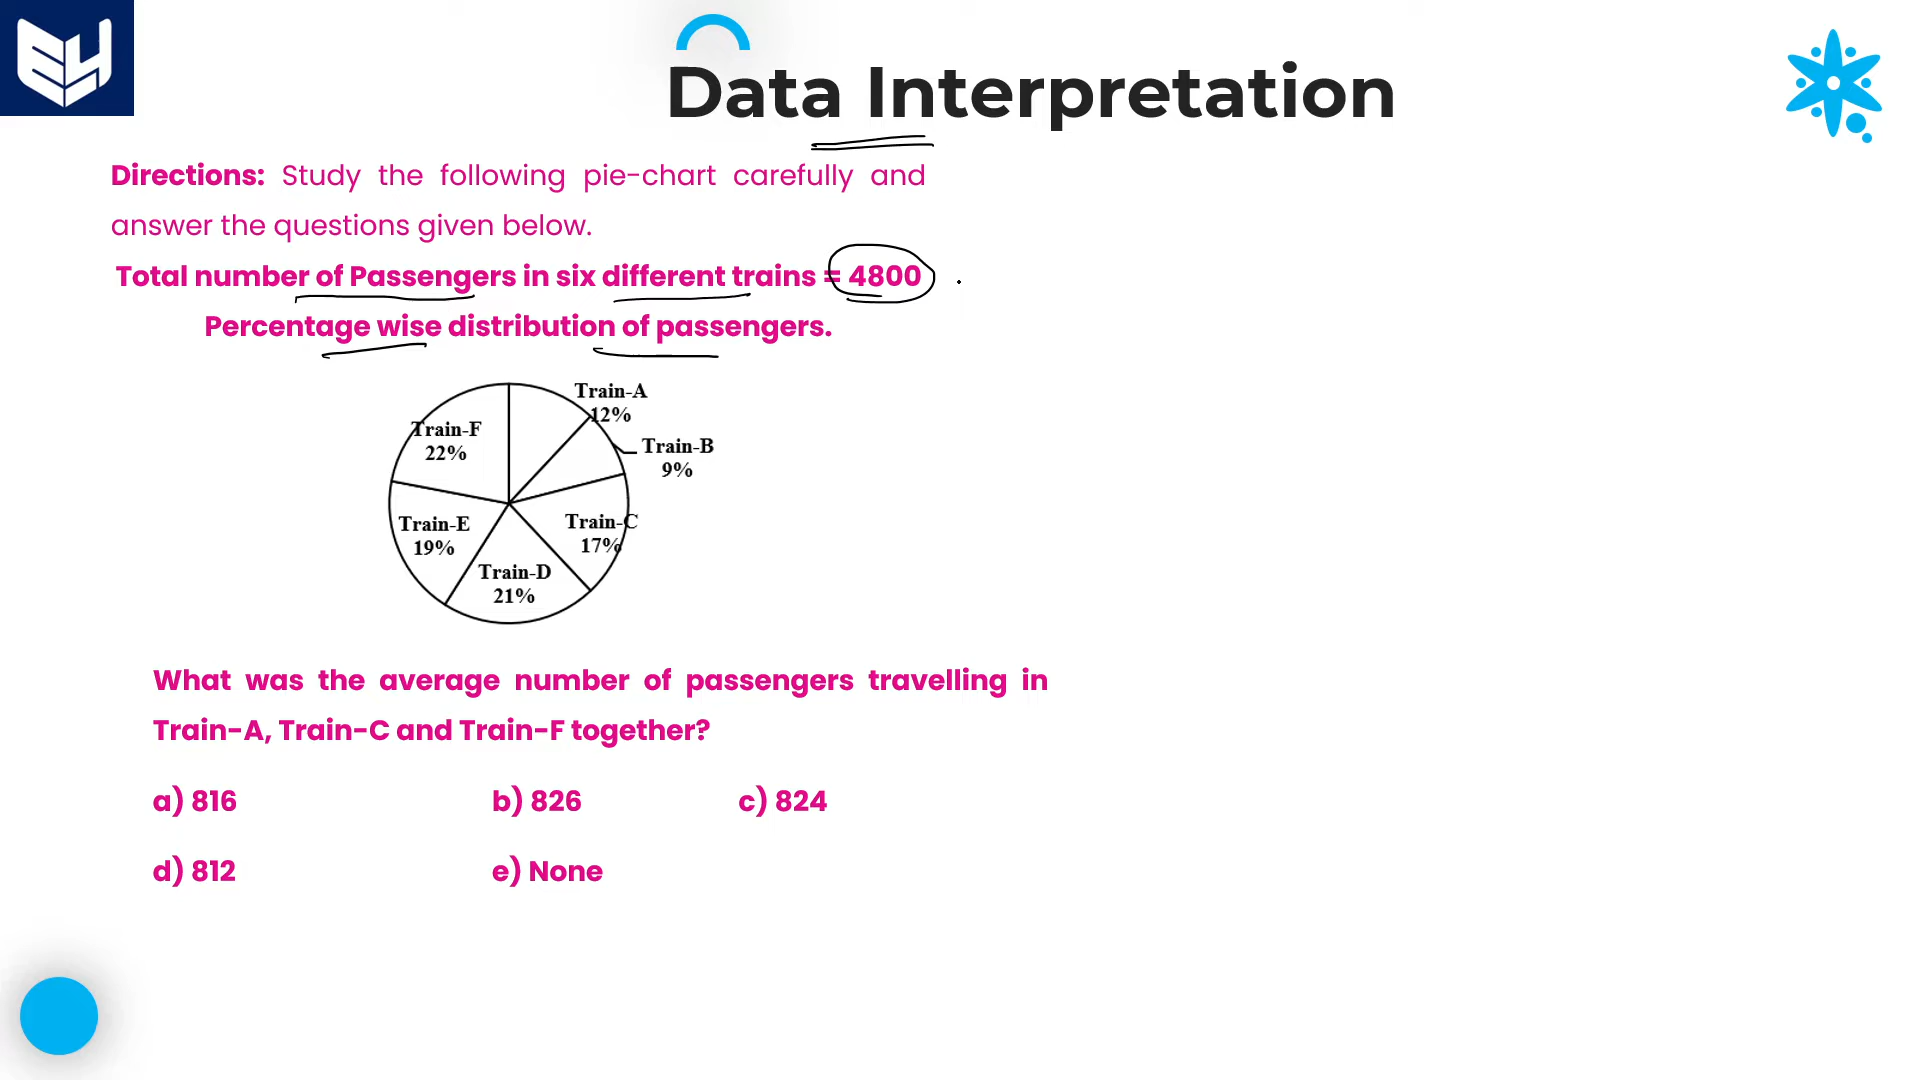 Data Interpretation
Directions: Study the following pie-chart carefully and
answer the questions given below.
Total number of Passengers in six different trains = 4800
Percentage wise distribution of passengers.
Train-A
12%
Train-B
9%
Train-C
17%
Train-D
21%
Train-E
19%
Train-F
22%
What was the average number of passengers travelling in
Train-A, Train-C and Train-F together?
a) 816 b) 826 c) 824
d) 812 e) None